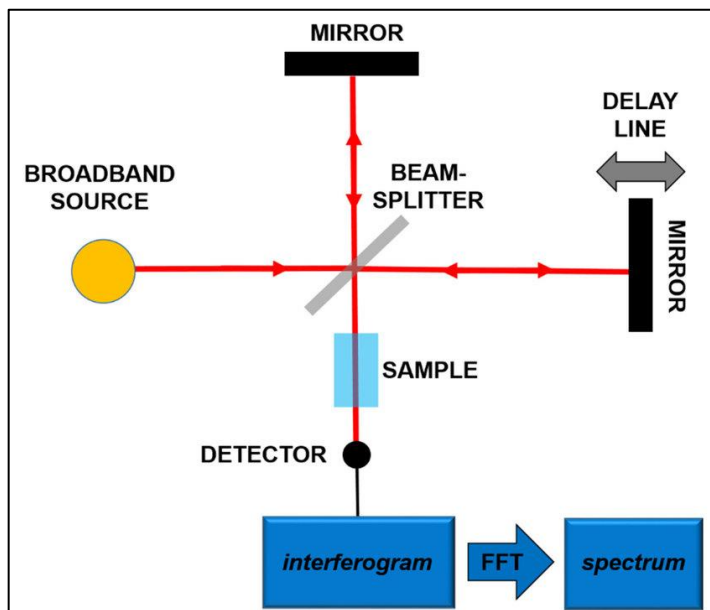 MIRROR
DELAY
LINE
BROADBAND
SOURCE
BEAM-
SPLITTER
MIRROR
SAMPLE
DETECTOR
interferogram
FFT
spectrum